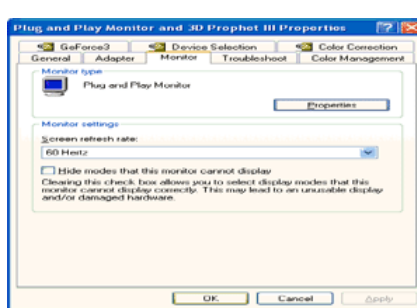 Plug and Play Monitor and 3D Prophet III Properties
GeForce3 Device Selection Color Correction
General Adapter Monitor Troubleshoot Color Management
Monitor type
Plug and Play Monitor
Properties
Monitor settings
Screen refresh rate:
60 Hertz
Hide modes that this monitor cannot display
Clearing this check box allows you to select display modes that this
monitor cannot display correctly. This may lead to an unusable display
and/or damaged hardware.
OK Cancel Apply